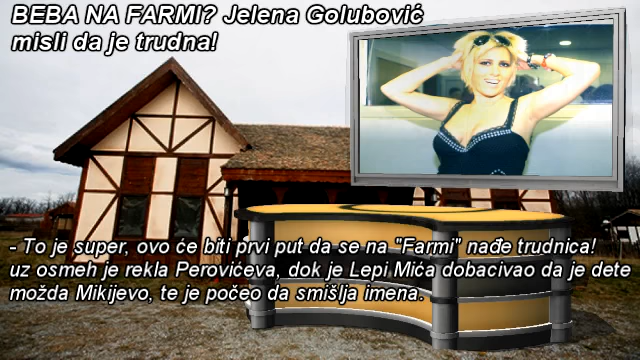 BEBA NA FARMI? Jelena Golubović
misli da je trudna!
- To je super, ovo će biti prvi put da se na "Farmi" nađe trudnica!
uz osmeh je rekla Perovićeva, dok je Lepi Mića dobacivao da je dete
možda Mikijevo, te je počeo da smišlja imena.